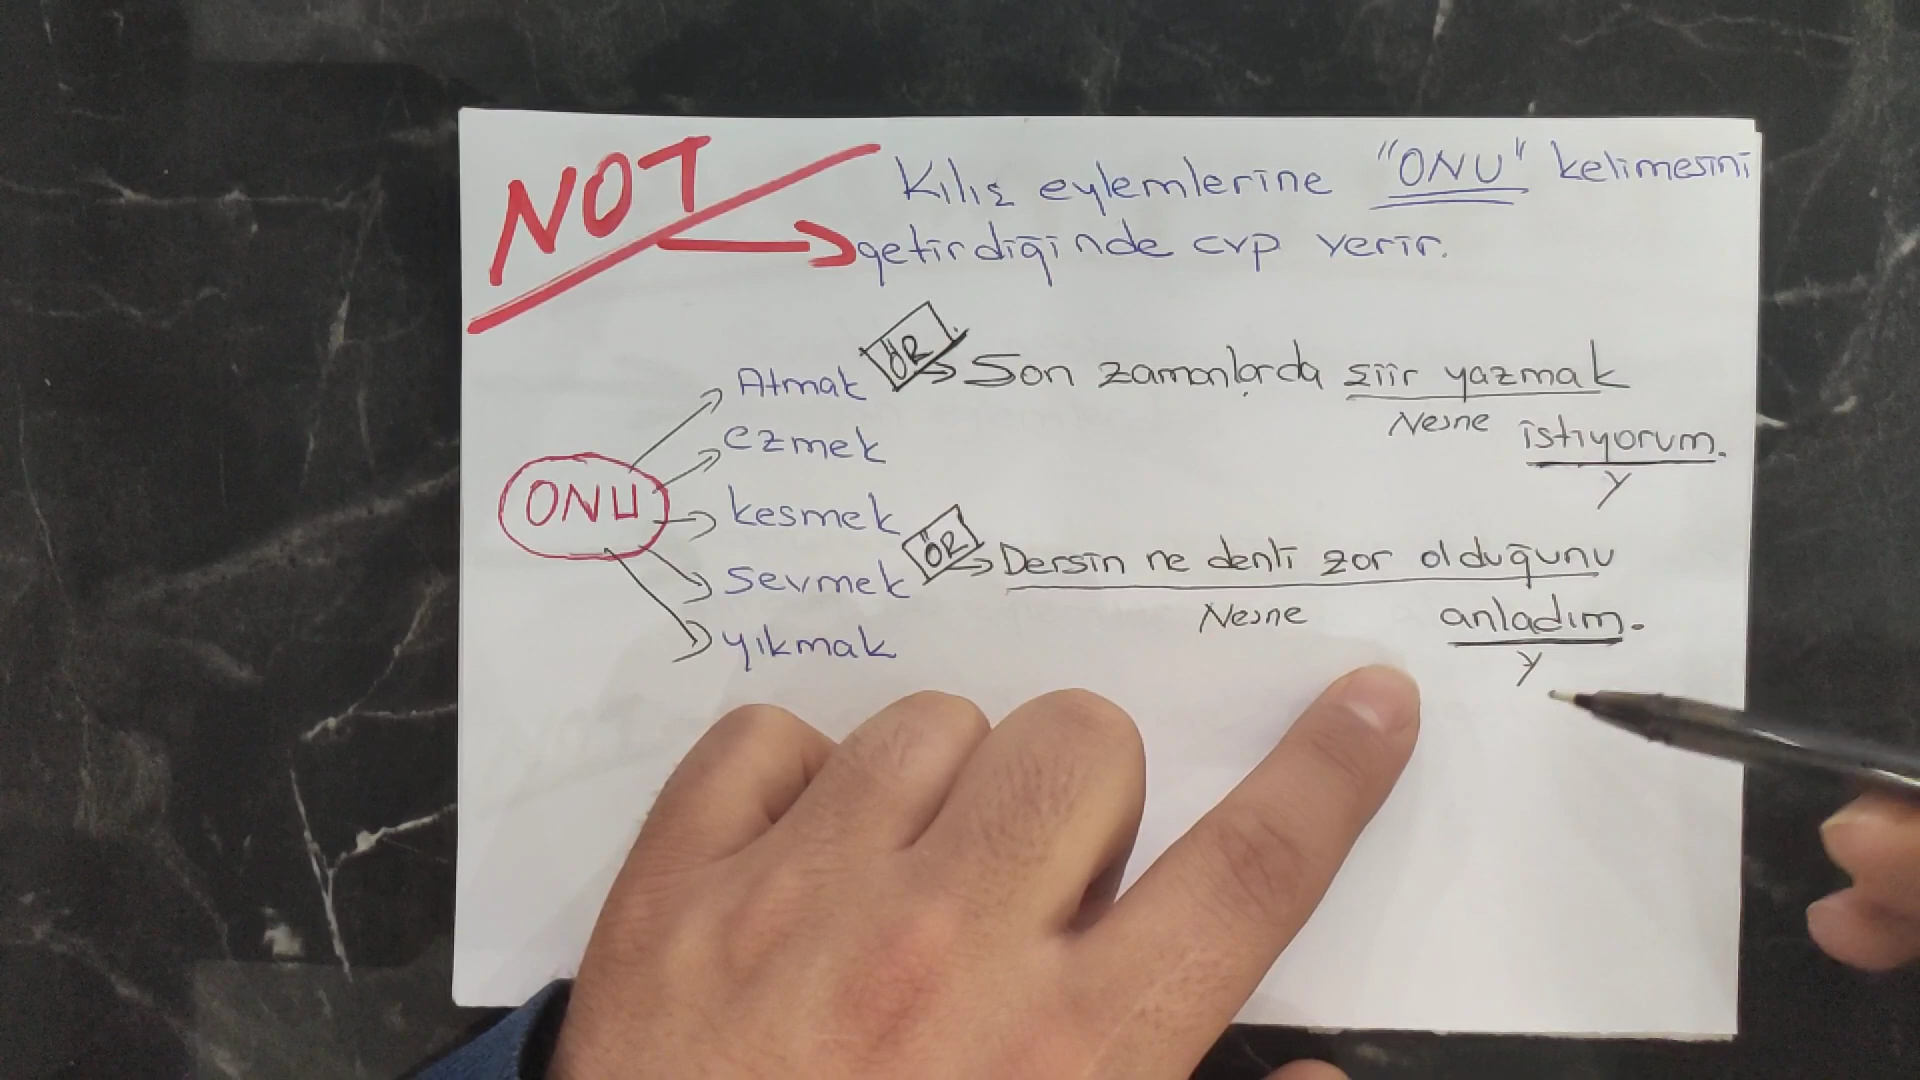 NOT
Kılış eylemlerine "ONU" kelimesini
getirdiğinde cvp verir.
ONU
Atmak
ezmek
kesmek
sevmek
yıkmak
ÖR
Son zamanlarda şiir yazmak
Nesne
istiyorum.
Y
ÖR
Dersin ne denli zor olduğunu
Nesne
anladım.
Y